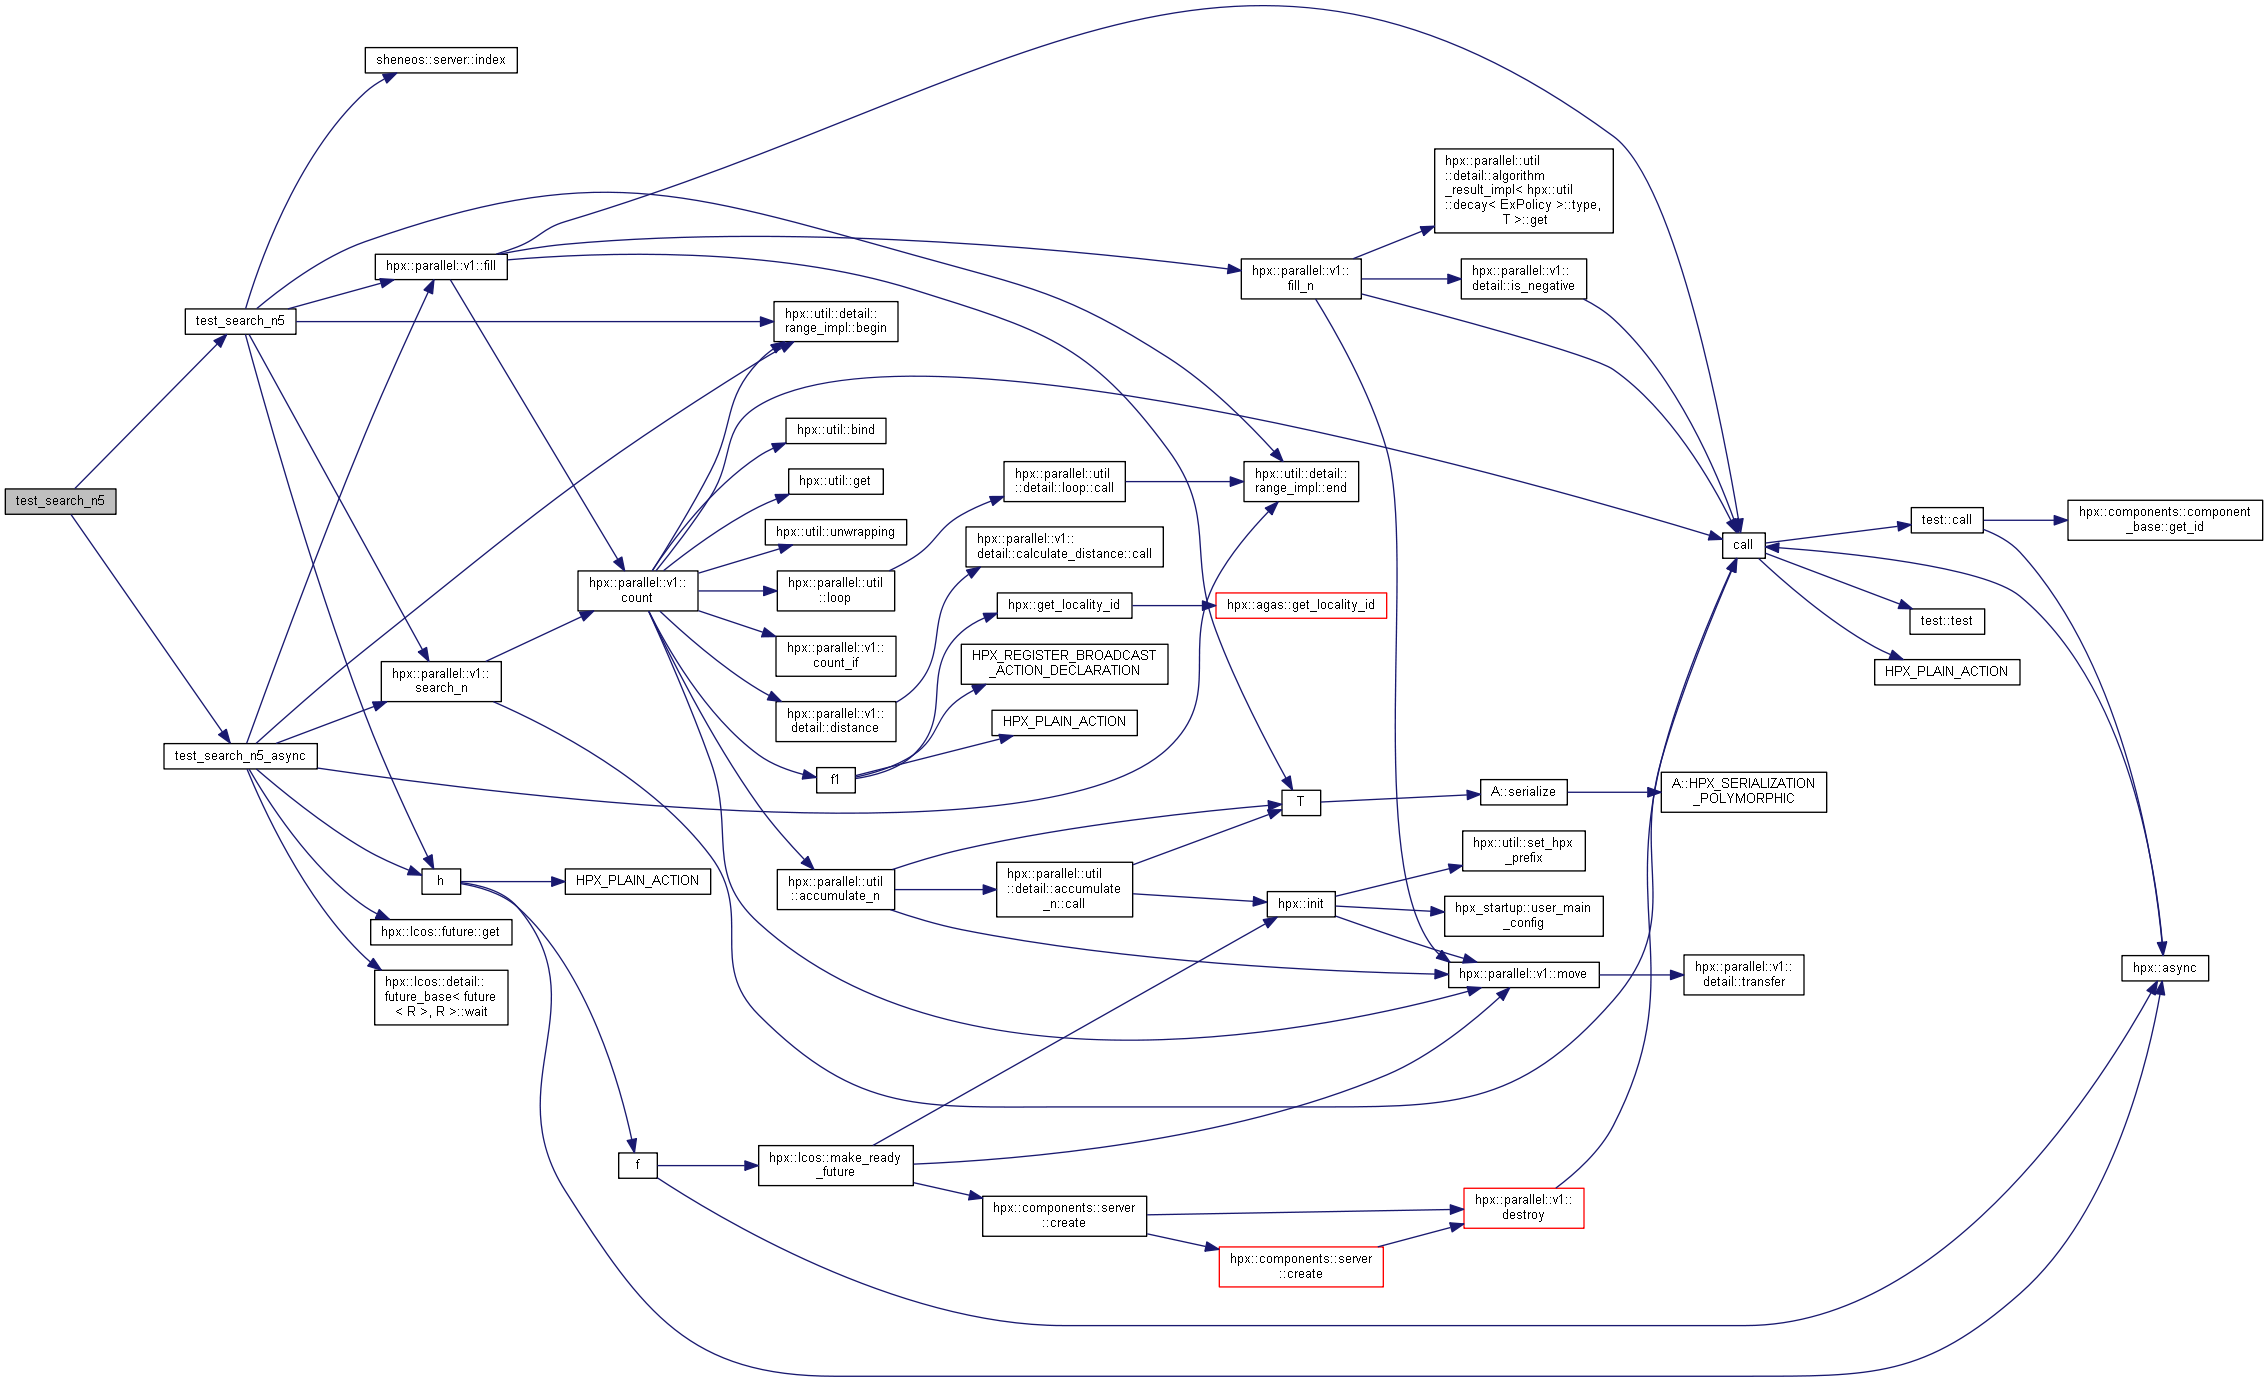 test_search_n5
test_search_n5
test_search_n5_async
sheneos::server::index
hpx::parallel::v1::fill
hpx::parallel::v1::
search_n
h
hpx::lcos::future::get
hpx::lcos::detail::
future_base< future
< R >, R >::wait
hpx::parallel::v1::
count
HPX_PLAIN_ACTION
f
hpx::util::detail::
range_impl::begin
hpx::util::bind
hpx::util::get
hpx::util::unwrapping
hpx::parallel::util
::loop
hpx::parallel::v1::
count_if
hpx::parallel::v1::
detail::distance
f1
hpx::parallel::util
::accumulate_n
hpx::lcos::make_ready
_future
hpx::parallel::util
::detail::loop::call
hpx::parallel::v1::
detail::calculate_distance::call
hpx::get_locality_id
HPX_REGISTER_BROADCAST
_ACTION_DECLARATION
HPX_PLAIN_ACTION
hpx::parallel::util
::detail::accumulate
_n::call
hpx::components::server
::create
hpx::parallel::v1::
fill_n
hpx::util::detail::
range_impl::end
hpx::agas::get_locality_id
T
hpx::init
hpx::components::server
::create
hpx::parallel::util
::detail::algorithm
_result_impl< hpx::util
::decay< ExPolicy >::type,
T >::get
hpx::parallel::v1::
detail::is_negative
A::serialize
hpx::util::set_hpx
_prefix
hpx_startup::user_main
_config
hpx::parallel::v1::move
hpx::parallel::v1::
destroy
call
A::HPX_SERIALIZATION
_POLYMORPHIC
hpx::parallel::v1::
detail::transfer
test::call
test::test
HPX_PLAIN_ACTION
hpx::components::component
_base::get_id
hpx::async